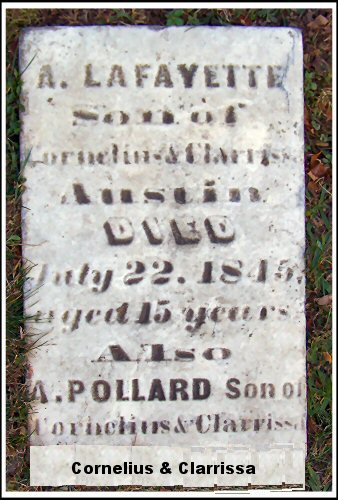 A. LAFAYETTE
Son of
Cornelius & Clarrissa
Austin
DIED
July 22. 1845.
aged 15 years
Also
A. POLLARD Son of
Cornelius & Clarrissa
Cornelius & Clarrissa